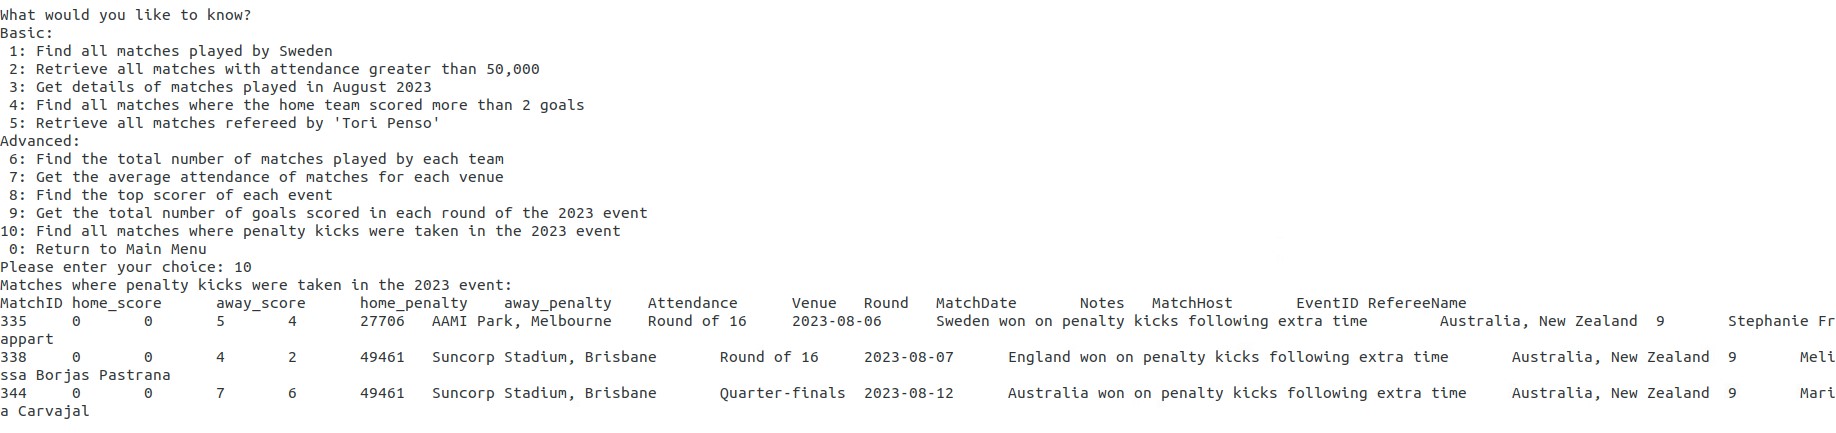 What would you like to know?
Basic:
 1: Find all matches played by Sweden
 2: Retrieve all matches with attendance greater than 50,000
 3: Get details of matches played in August 2023
 4: Find all matches where the home team scored more than 2 goals
 5: Retrieve all matches refereed by 'Tori Penso'
Advanced:
 6: Find the total number of matches played by each team
 7: Get the average attendance of matches for each venue
 8: Find the top scorer of each event
 9: Get the total number of goals scored in each round of the 2023 event
10: Find all matches where penalty kicks were taken in the 2023 event
 0: Return to Main Menu
Please enter your choice: 10
Matches where penalty kicks were taken in the 2023 event:
MatchID home_score      away_score      home_penalty    away_penalty    Attendance      Venue   Round   MatchDate       Notes   MatchHost       EventID RefereeName
335     0       0       5       4       27706   AAMI Park, Melbourne    Round of 16     2023-08-06      Sweden won on penalty kicks following extra time        Australia, New Zealand  9       Stephanie Fr
appart
338     0       0       4       2       49461   Suncorp Stadium, Brisbane       Round of 16     2023-08-07      England won on penalty kicks following extra time       Australia, New Zealand  9       Meli
ssa Borjas Pastrana
344     0       0       7       6       49461   Suncorp Stadium, Brisbane       Quarter-finals  2023-08-12      Australia won on penalty kicks following extra time     Australia, New Zealand  9       Mari
a Carvajal